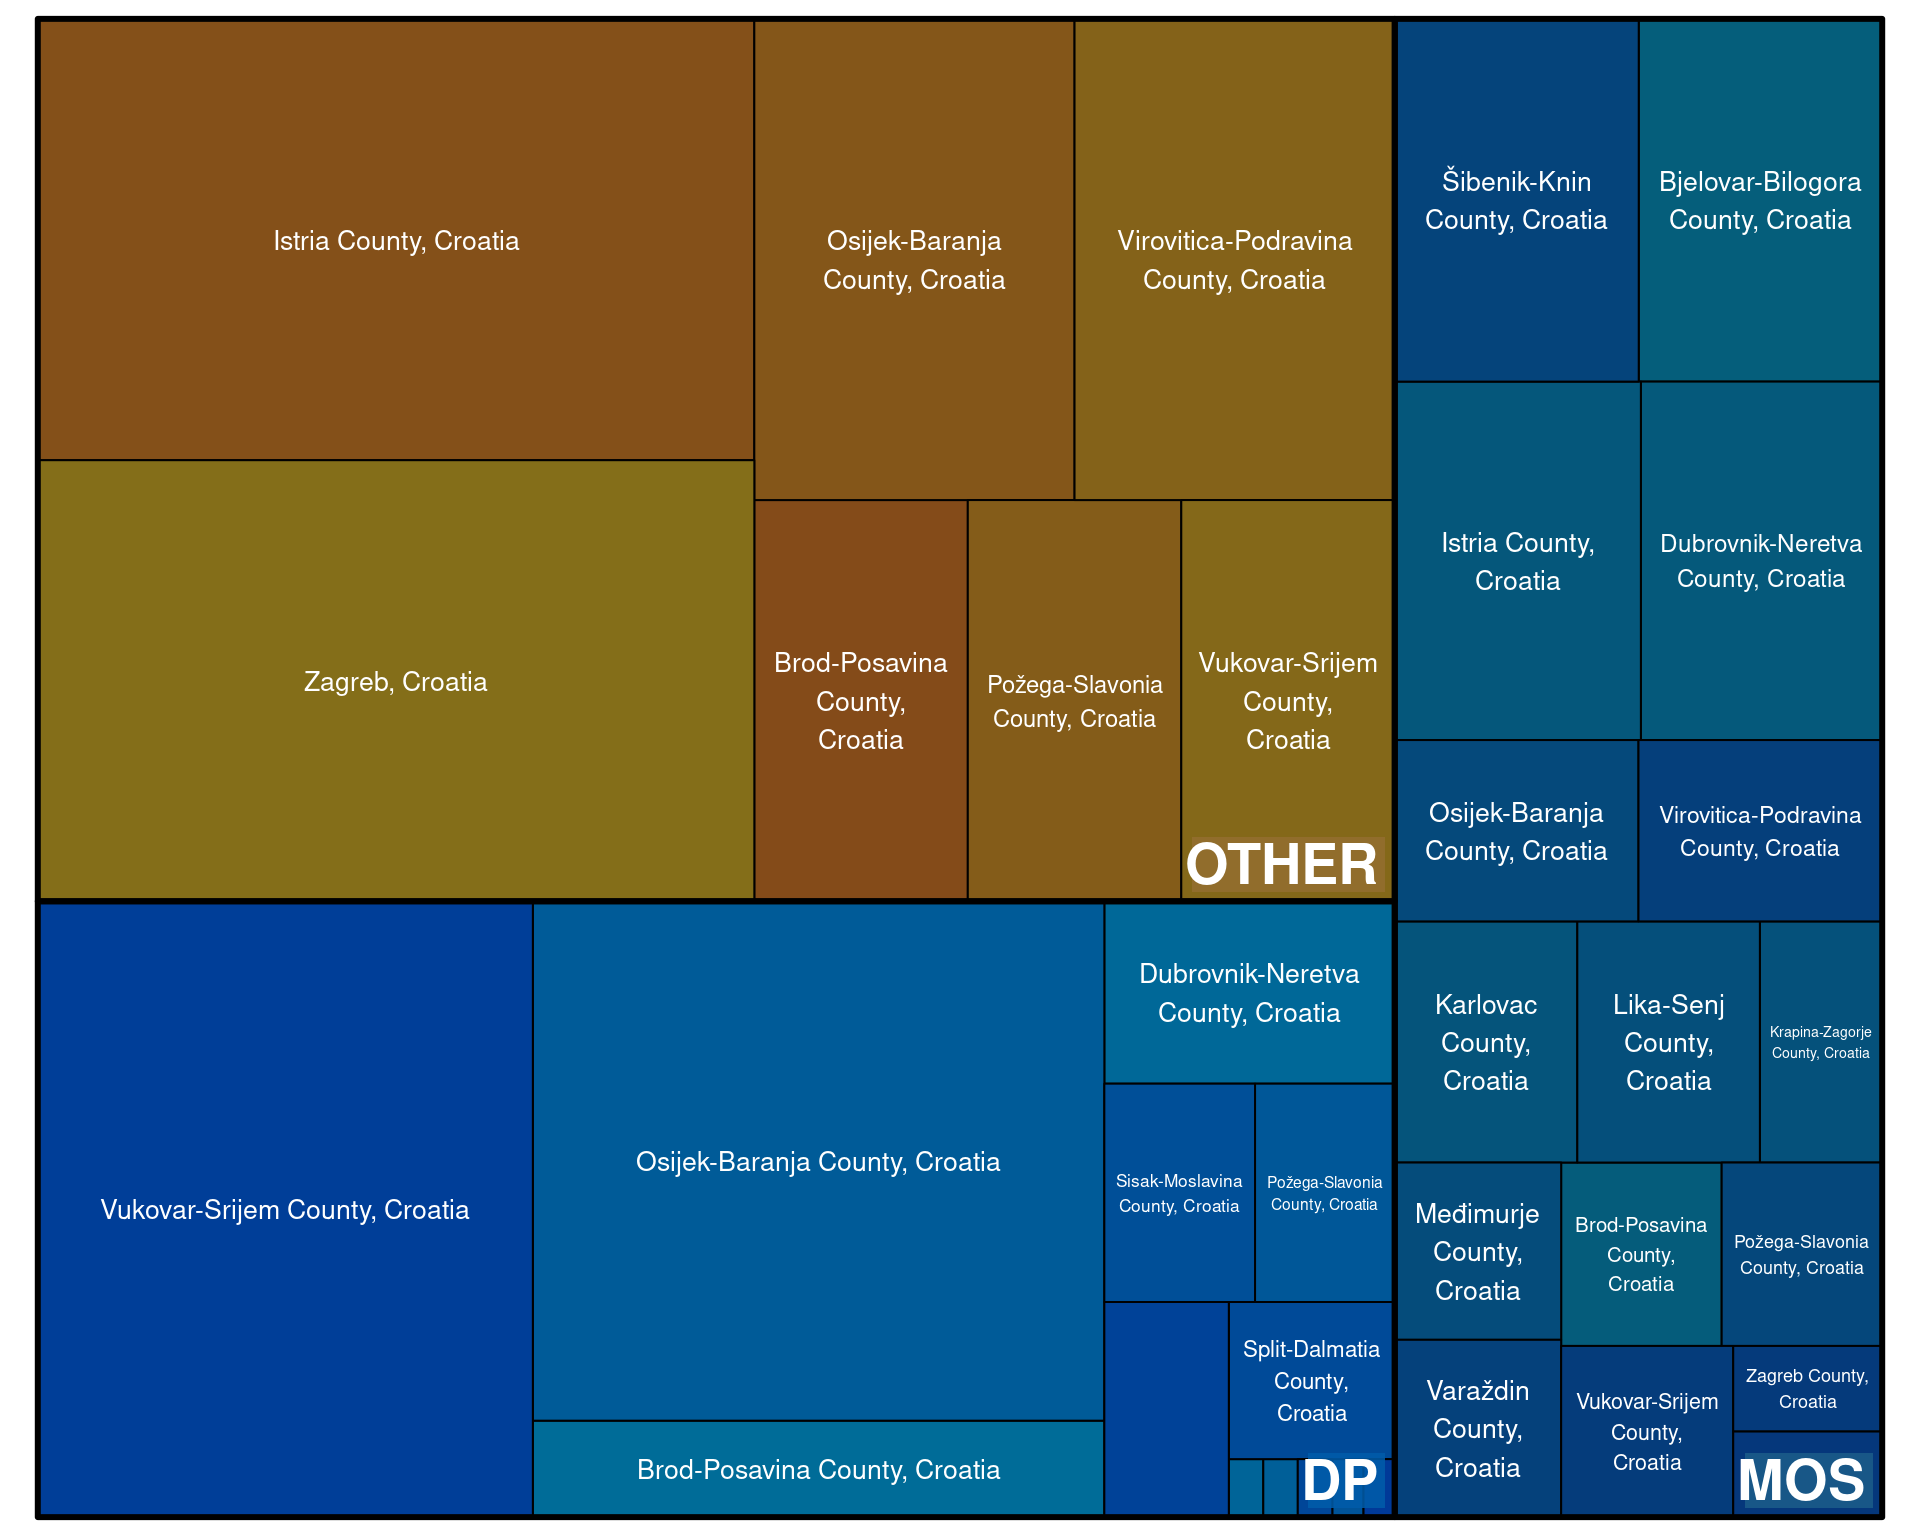 Istria County, Croatia
Osijek-Baranja
County, Croatia
Virovitica-Podravina
County, Croatia
Zagreb, Croatia
Brod-Posavina
County,
Croatia
Požega-Slavonia
County, Croatia
Vukovar-Srijem
County,
Croatia
OTHER
Vukovar-Srijem County, Croatia
Osijek-Baranja County, Croatia
Brod-Posavina County, Croatia
Dubrovnik-Neretva
County, Croatia
Sisak-Moslavina
County, Croatia
Požega-Slavonia
County, Croatia
Split-Dalmatia
County,
Croatia
DP
Šibenik-Knin
County, Croatia
Bjelovar-Bilogora
County, Croatia
Istria County,
Croatia
Dubrovnik-Neretva
County, Croatia
Osijek-Baranja
County, Croatia
Virovitica-Podravina
County, Croatia
Karlovac
County,
Croatia
Lika-Senj
County,
Croatia
Krapina-Zagorje
County, Croatia
Međimurje
County,
Croatia
Brod-Posavina
County,
Croatia
Požega-Slavonia
County, Croatia
Varaždin
County,
Croatia
Vukovar-Srijem
County,
Croatia
Zagreb County,
Croatia
MOS